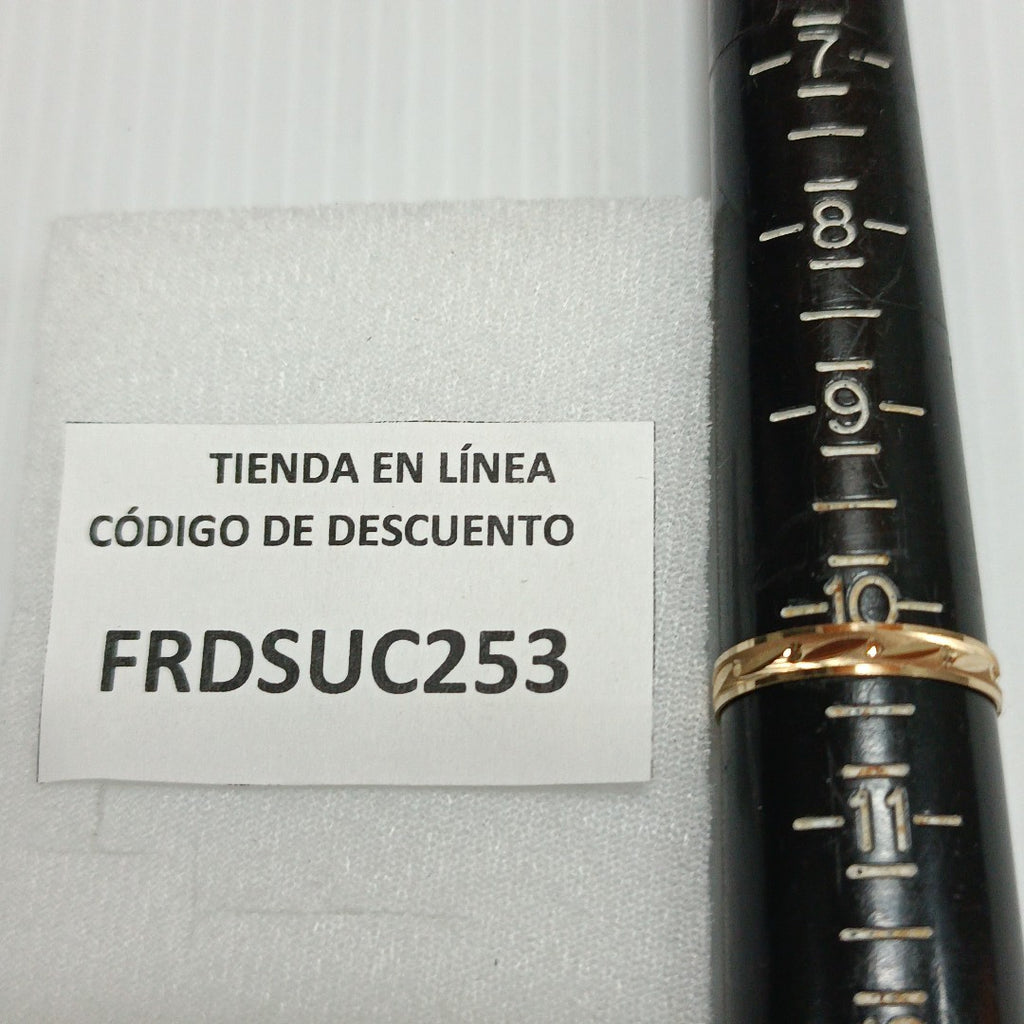 TIENDA EN LÍNEA
CÓDIGO DE DESCUENTO
FRDSUC253
7
8
9
10
11